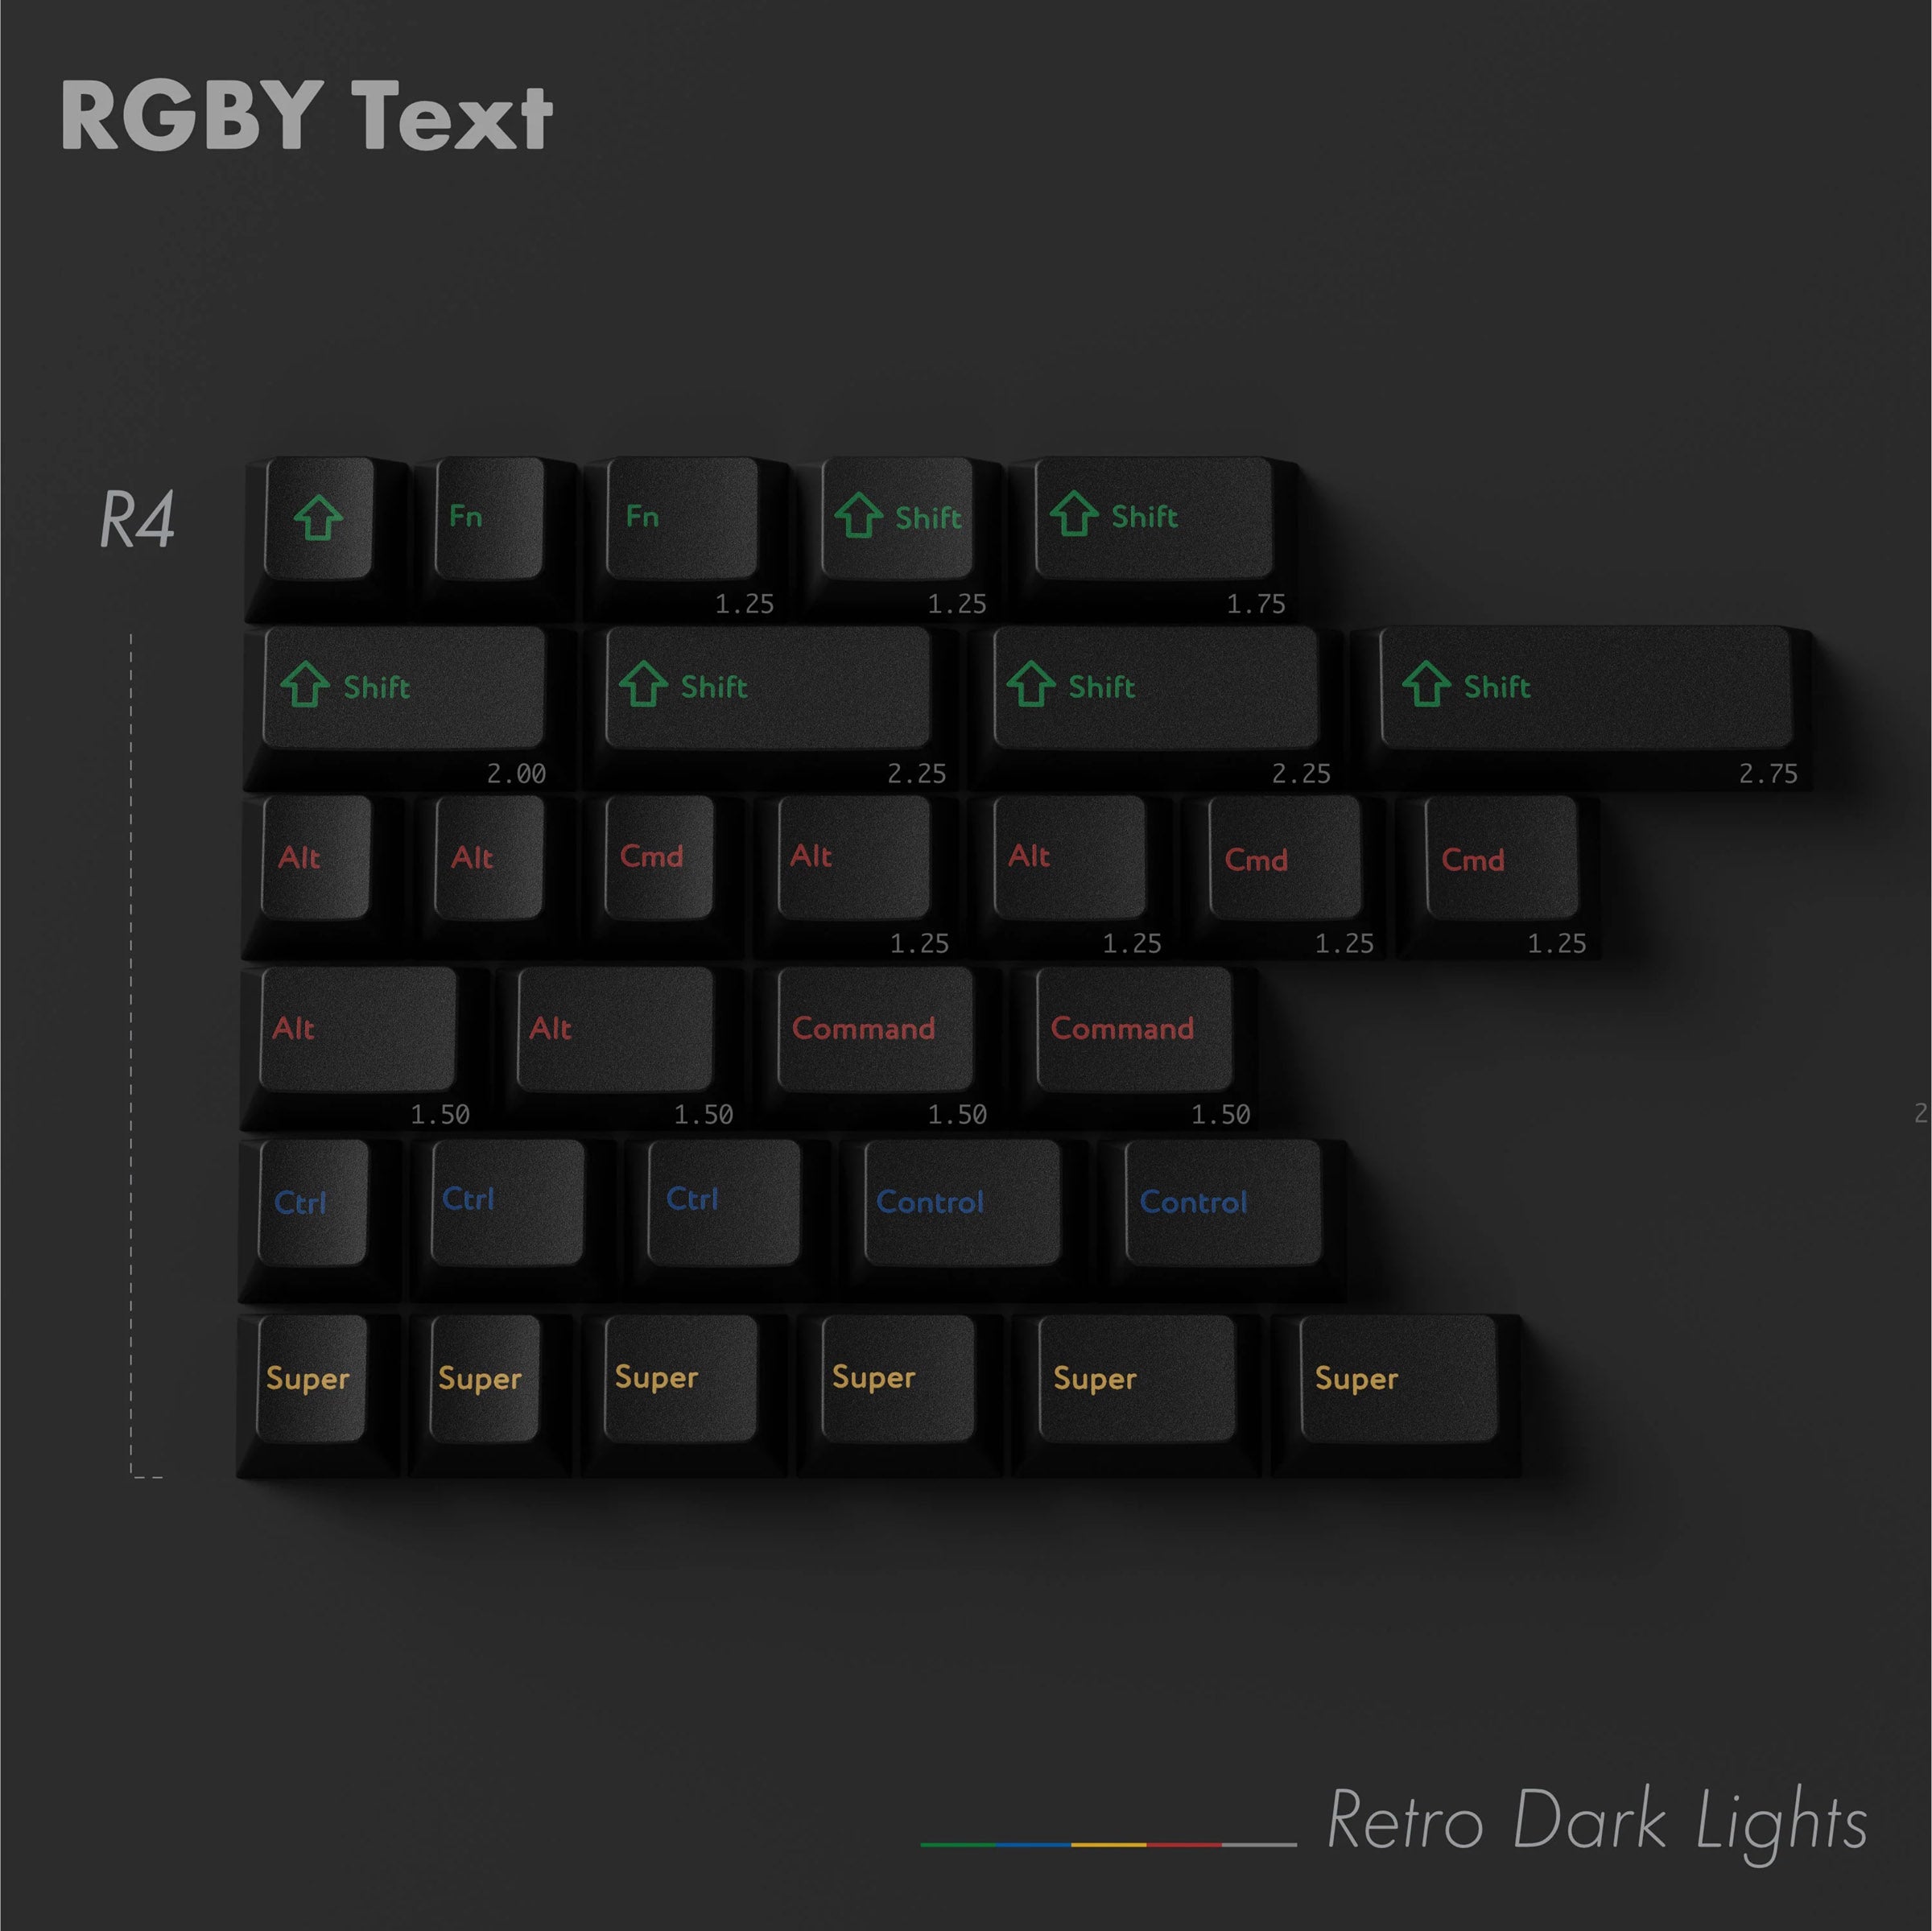 RGBY Text
R4
Fn Fn Shift Shift
1.25 1.25 1.75
Shift Shift Shift Shift
2.00 2.25 2.25 2.75
Alt Alt Cmd Alt Alt Cmd Cmd
1.25 1.25 1.25 1.25
Alt Alt Command Command
1.50 1.50 1.50 1.50
2
Ctrl Ctrl Ctrl Control Control
Super Super Super Super Super Super
Retro Dark Lights